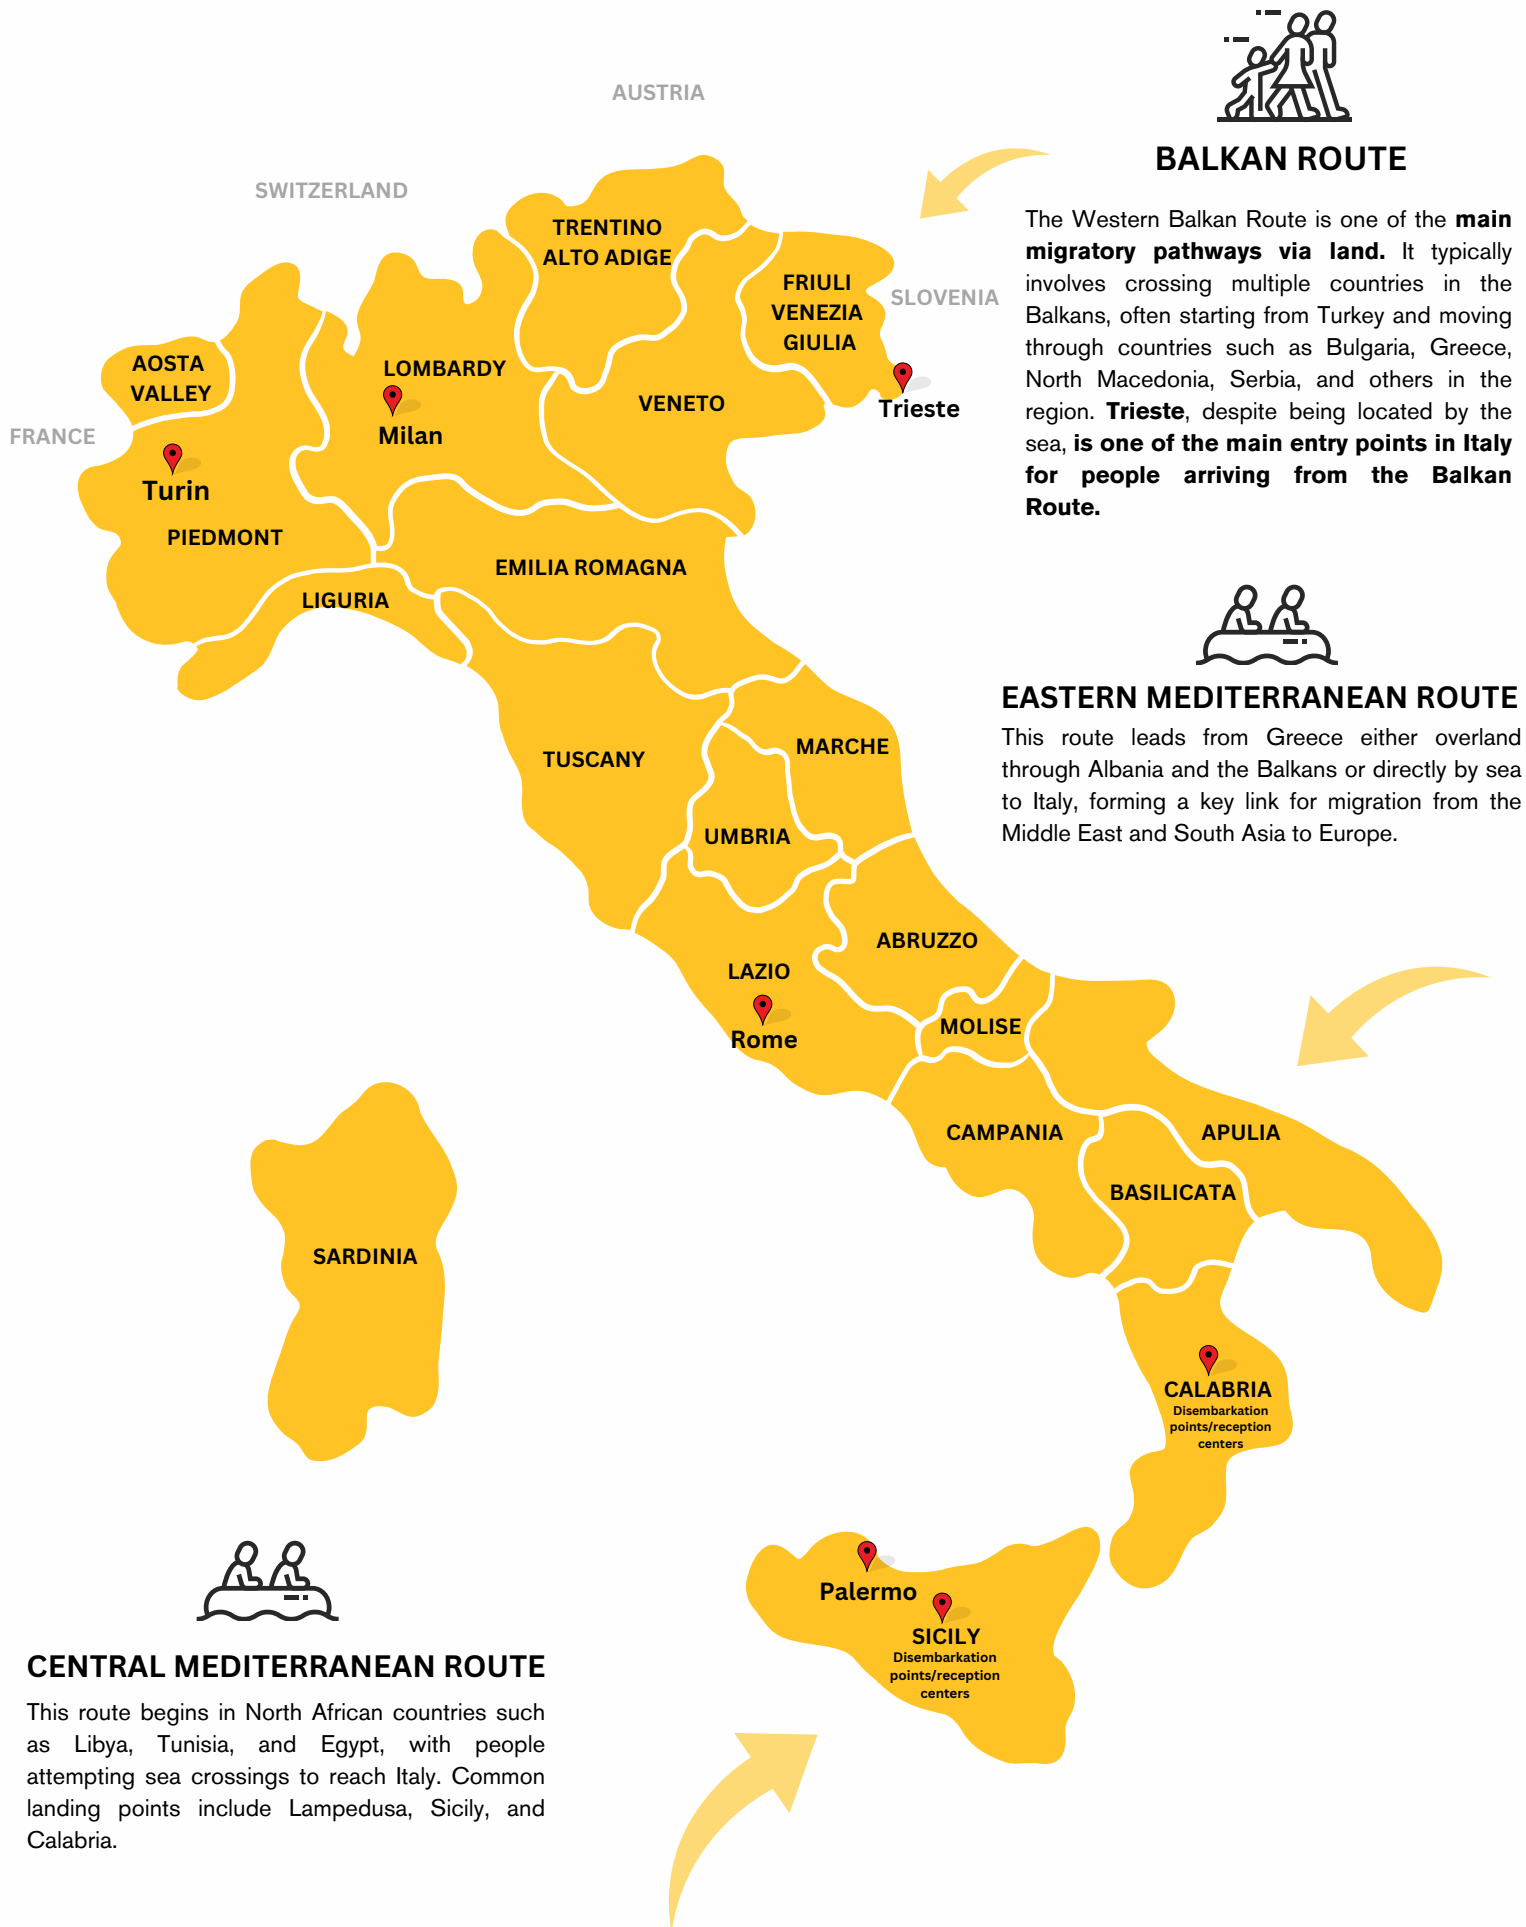 AUSTRIA
SWITZERLAND
BALKAN ROUTE
The Western Balkan Route is one of the main
migratory pathways via land. It typically
involves crossing multiple countries in the
Balkans, often starting from Turkey and moving
through countries such as Bulgaria, Greece,
North Macedonia, Serbia, and others in the
region. Trieste, despite being located by the
sea, is one of the main entry points in Italy
for people arriving from the Balkan
Route.
TRENTINO
ALTO ADIGE
FRIULI
VENEZIA
GIULIA
SLOVENIA
AOSTA
VALLEY
LOMBARDY
Milan
VENETO
Trieste
FRANCE
Turin
PIEDMONT
EMILIA ROMAGNA
LIGURIA
EASTERN MEDITERRANEAN ROUTE
This route leads from Greece either overland
through Albania and the Balkans or directly by sea
to Italy, forming a key link for migration from the
Middle East and South Asia to Europe.
TUSCANY
MARCHE
UMBRIA
ABRUZZO
LAZIO
Rome
MOLISE
CAMPANIA
APULIA
BASILICATA
SARDINIA
CALABRIA
Disembarkation
points/reception
centers
Palermo
SICILY
Disembarkation
points/reception
centers
CENTRAL MEDITERRANEAN ROUTE
This route begins in North African countries such
as Libya, Tunisia, and Egypt, with people
attempting sea crossings to reach Italy. Common
landing points include Lampedusa, Sicily, and
Calabria.